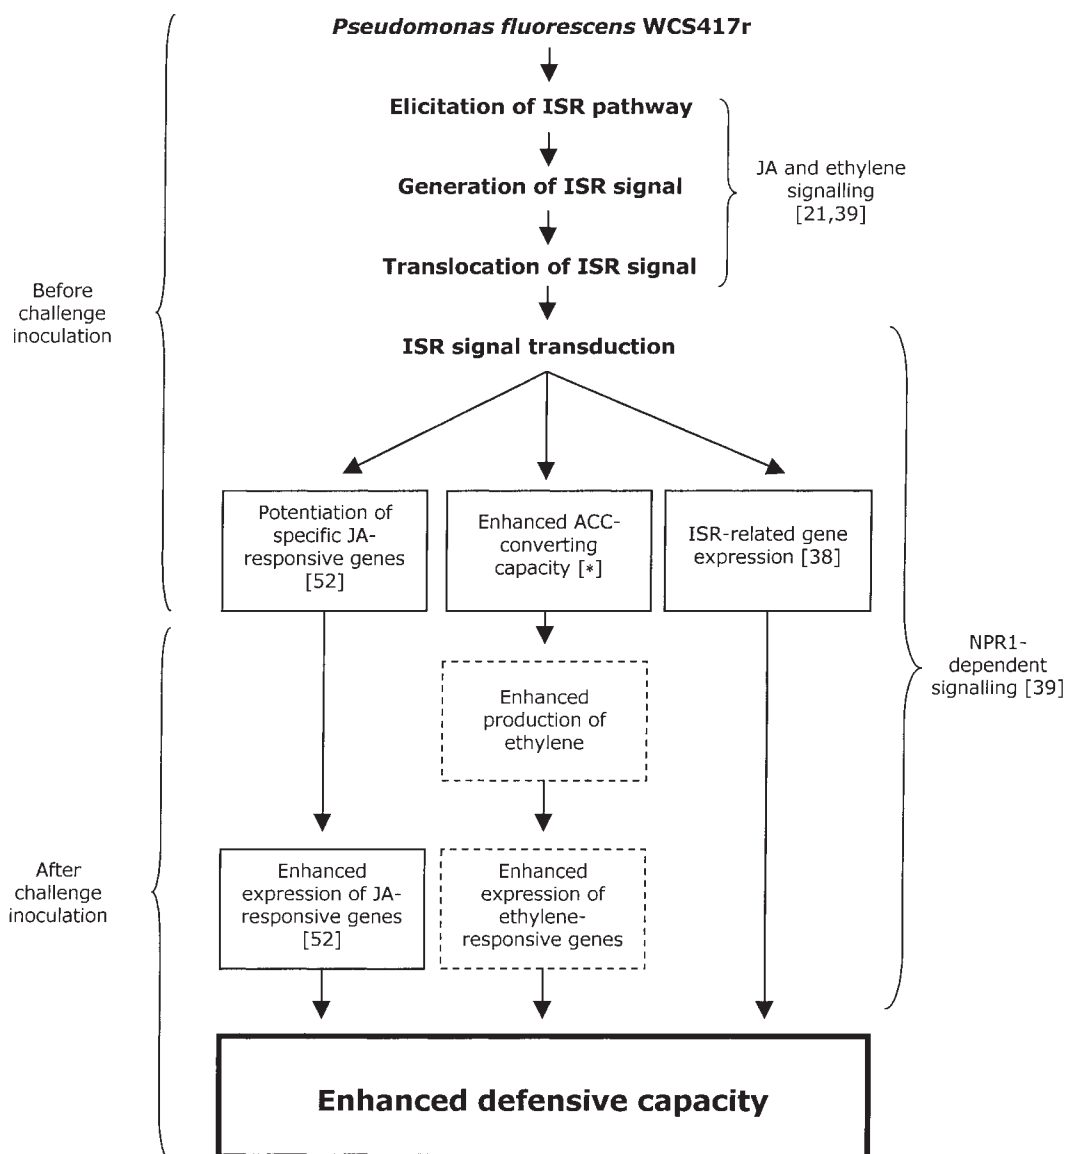 Pseudomonas fluorescens WCS417r
Elicitation of ISR pathway
Generation of ISR signal
Translocation of ISR signal
JA and ethylene
signalling
[21,39]
Before
challenge
inoculation
ISR signal transduction
Potentiation of
specific JA-
responsive genes
[52]
Enhanced ACC-
converting
capacity [*]
ISR-related gene
expression [38]
NPR1-
dependent
signalling [39]
Enhanced
production of
ethylene
After
challenge
inoculation
Enhanced
expression of JA-
responsive genes
[52]
Enhanced
expression of
ethylene-
responsive genes
Enhanced defensive capacity